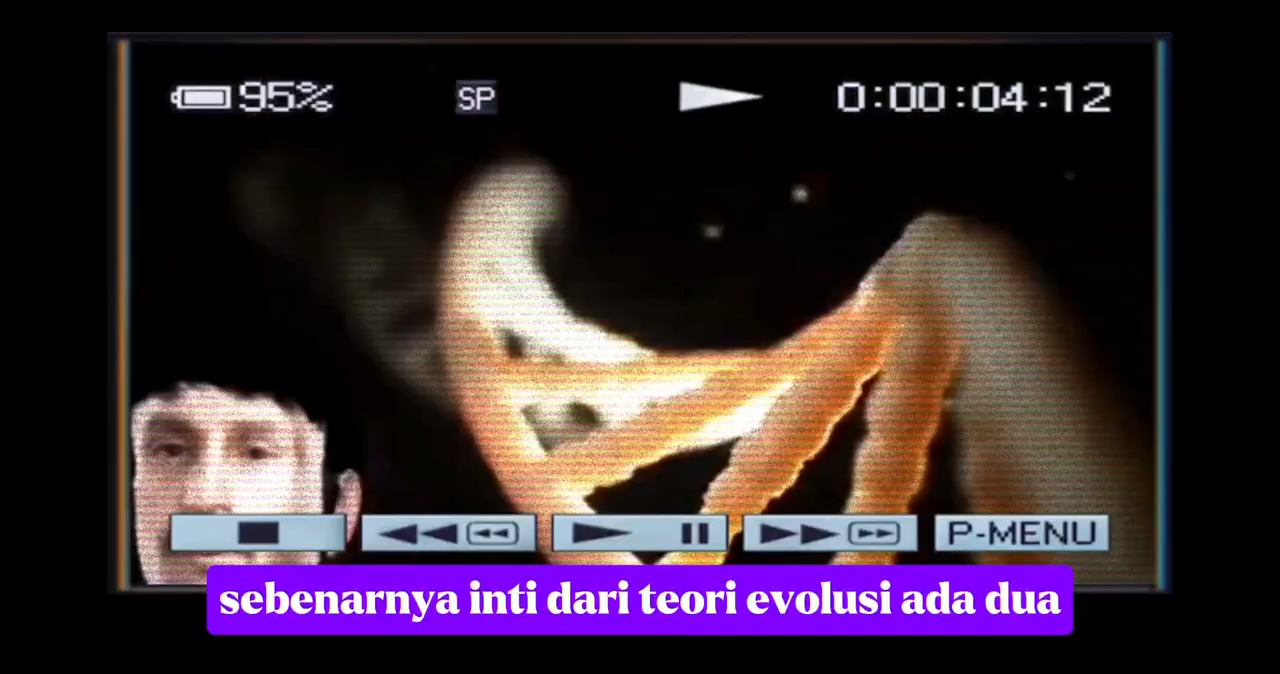 95% SP 0:00:04:12
P-MENU
sebenarnya inti dari teori evolusi ada dua